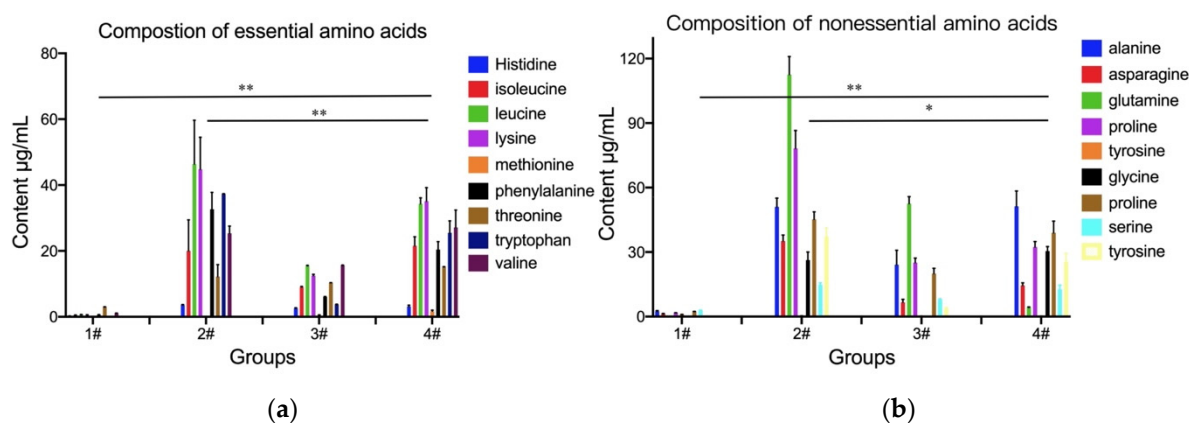 Compostion of essential amino acids
80
60
40
20
0
Content μg/mL
**
**
1# 2# 3# 4#
Groups
Histidine
isoleucine
leucine
lysine
methionine
phenylalanine
threonine
tryptophan
valine
(a)
Composition of nonessential amino acids
120
90
60
30
0
Content μg/mL
**
*
1# 2# 3# 4#
Groups
alanine
asparagine
glutamine
proline
tyrosine
glycine
proline
serine
tyrosine
(b)